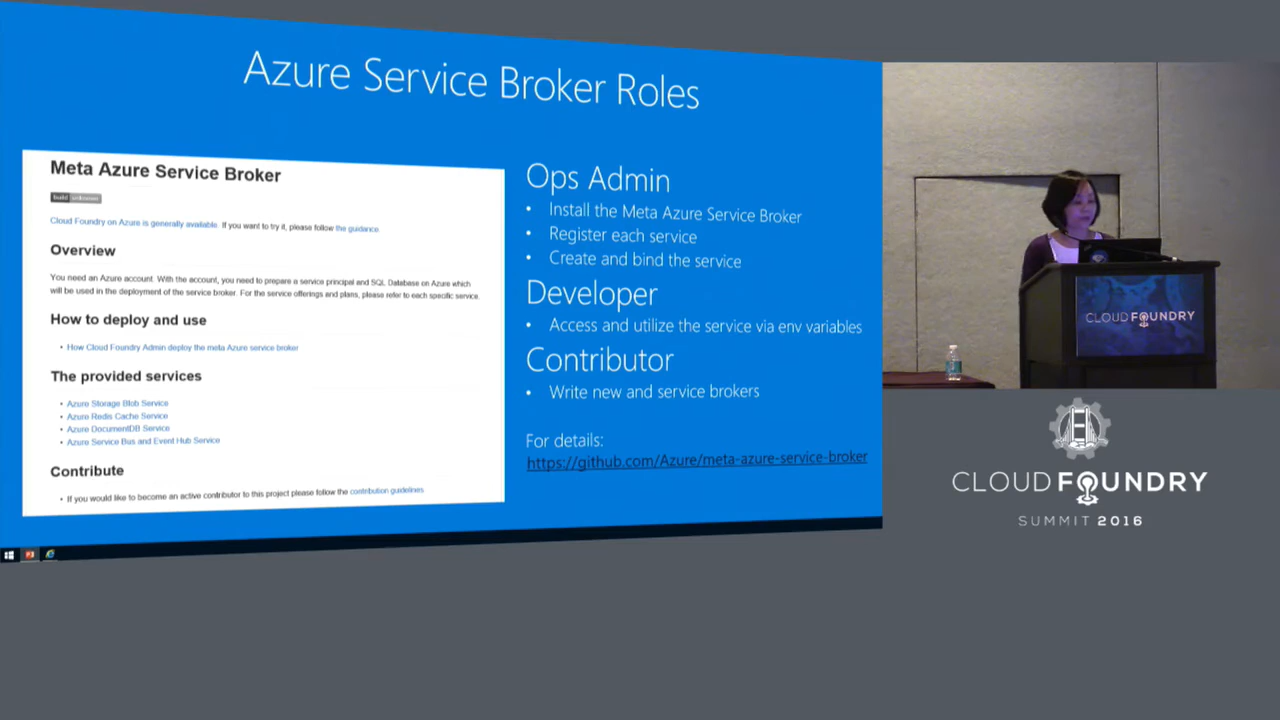 Azure Service Broker Roles
Meta Azure Service Broker
build unknown
Cloud Foundry on Azure is generally available. If you want to try it, please follow the guidance.
Overview
You need an Azure account. With the account, you need to prepare a service principal and SQL Database on Azure which
will be used in the deployment of the service broker. For the service offerings and plans, please refer to each specific service.
How to deploy and use
• How Cloud Foundry Admin deploy the meta Azure service broker
The provided services
• Azure Storage Blob Service
• Azure Redis Cache Service
• Azure DocumentDB Service
• Azure Service Bus and Event Hub Service
Contribute
• If you would like to become an active contributor to this project please follow the contribution guidelines.
Ops Admin
• Install the Meta Azure Service Broker
• Register each service
• Create and bind the service
Developer
• Access and utilize the service via env variables
Contributor
• Write new and service brokers
For details:
https://github.com/Azure/meta-azure-service-broker
CLOUD FOUNDRY
CLOUD FOUNDRY
SUMMIT 2016